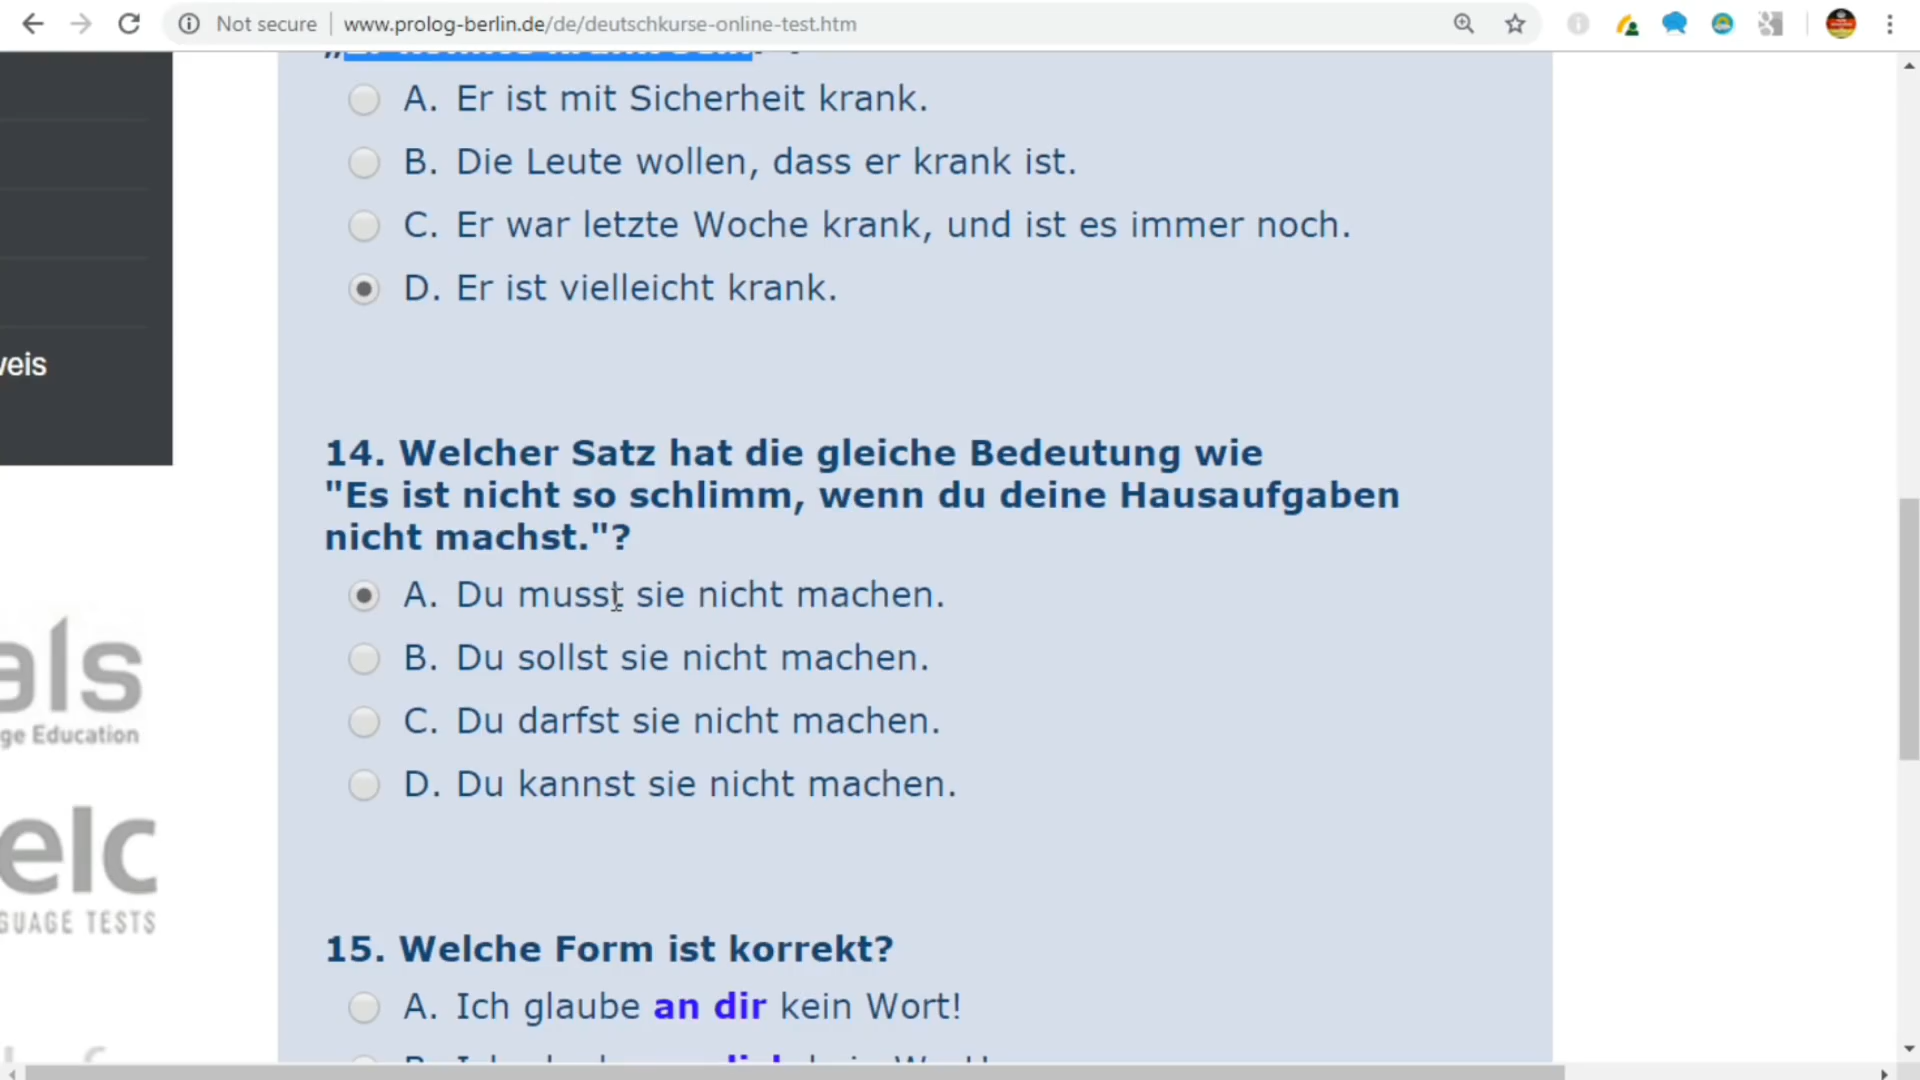 Not secure www.prolog-berlin.de/de/deutschkurse-online-test.htm
A. Er ist mit Sicherheit krank.
B. Die Leute wollen, dass er krank ist.
C. Er war letzte Woche krank, und ist es immer noch.
D. Er ist vielleicht krank.
weis
14. Welcher Satz hat die gleiche Bedeutung wie
"Es ist nicht so schlimm, wenn du deine Hausaufgaben
nicht machst."?
A. Du musst sie nicht machen.
B. Du sollst sie nicht machen.
C. Du darfst sie nicht machen.
D. Du kannst sie nicht machen.
als
ge Education
elc
GUAGE TESTS
15. Welche Form ist korrekt?
A. Ich glaube an dir kein Wort!